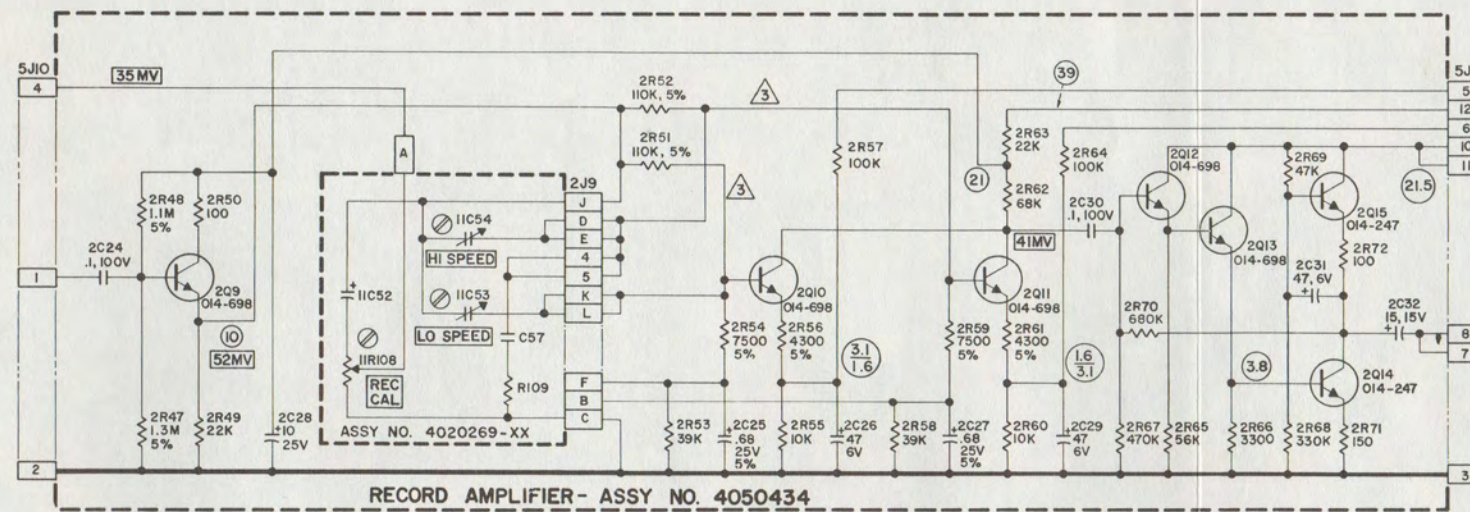 5J10
4
35 MV
2R48
1.1M
5%
2R50
100
2C24
.1, 100V
1
2Q9
014-698
10
52MV
2R47
1.3M
5%
2R49
22K
2C28
10
25V
2
A
11C54
HI SPEED
11C53
LO SPEED
11C52
11R108
REC
CAL
C57
R109
ASSY NO. 4020269-XX
2J9
J
D
E
4
5
K
L
F
B
C
2R52
110K, 5%
2R51
110K, 5%
3
3
2R57
100K
2Q10
014-698
2R54
7500
5%
2R56
4300
5%
3.1
1.6
2R53
39K
2C25
.68
25V
5%
2R55
10K
2C26
47
6V
39
2R63
22K
2R64
100K
21
2R62
68K
41MV
2C30
.1, 100V
2Q11
014-698
2R59
7500
5%
2R61
4300
5%
1.6
3.1
2R58
39K
2C27
.68
25V
5%
2R60
10K
2C29
47
6V
2Q12
014-698
2Q13
014-698
2R69
47K
2Q15
014-247
2R72
100
2C31
47, 6V
2R70
680K
2C32
15, 15V
3.8
2Q14
014-247
2R67
470K
2R65
56K
2R66
3300
2R68
330K
2R71
150
21.5
5J
5
12
6
10
11
8
7
3
RECORD AMPLIFIER- ASSY NO. 4050434